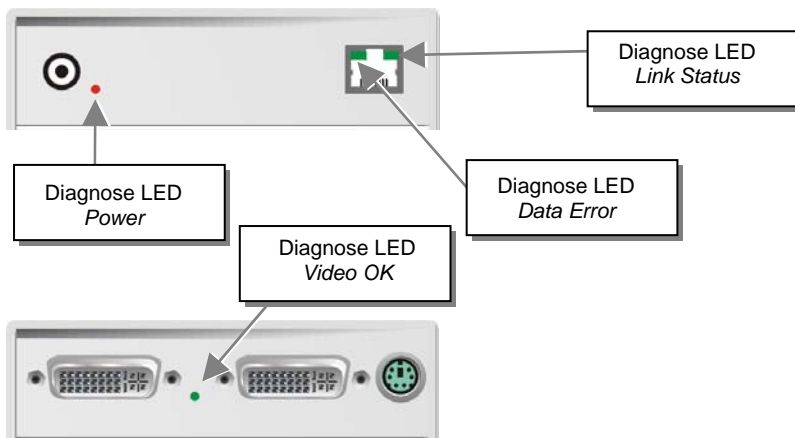 Diagnose LED
Link Status
Diagnose LED
Power
Diagnose LED
Data Error
Diagnose LED
Video OK